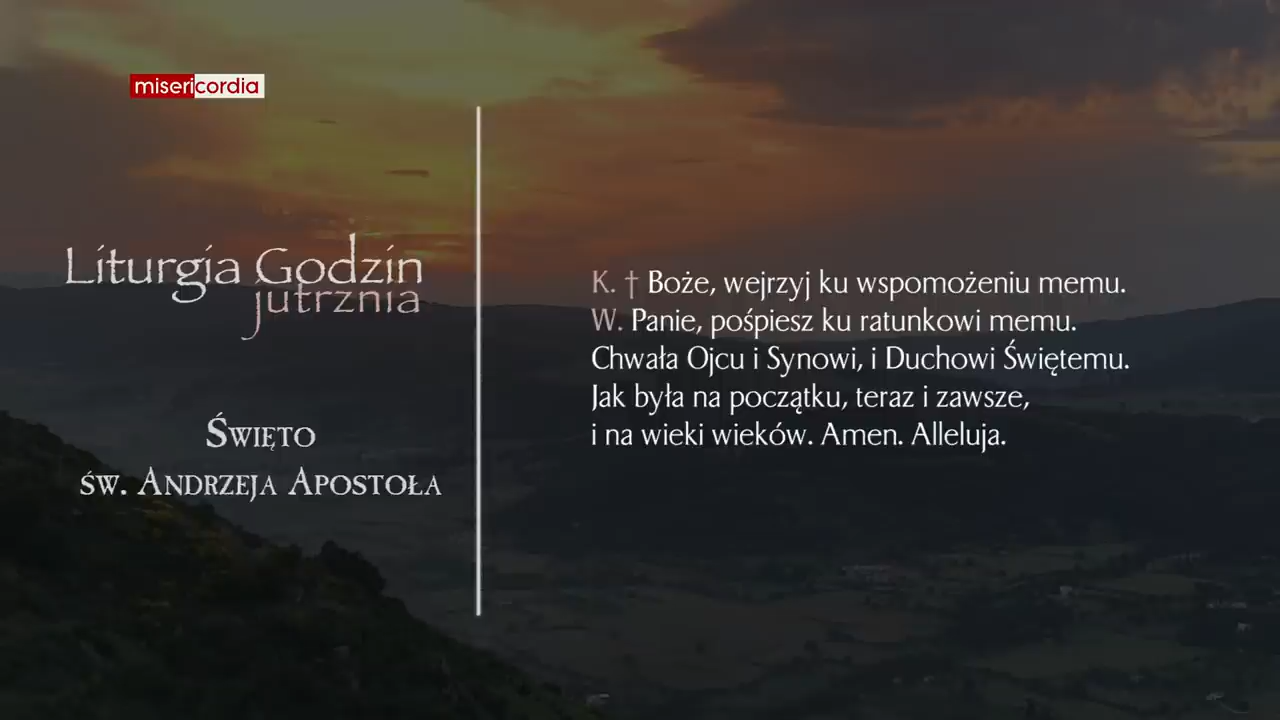 misericordia
Liturgia Godzin
jutrznia
Święto
św. Andrzeja Apostoła
K. † Boże, wejrzyj ku wspomożeniu memu.
W. Panie, pośpiesz ku ratunkowi memu.
Chwała Ojcu i Synowi, i Duchowi Świętemu.
Jak była na początku, teraz i zawsze,
i na wieki wieków. Amen. Alleluja.